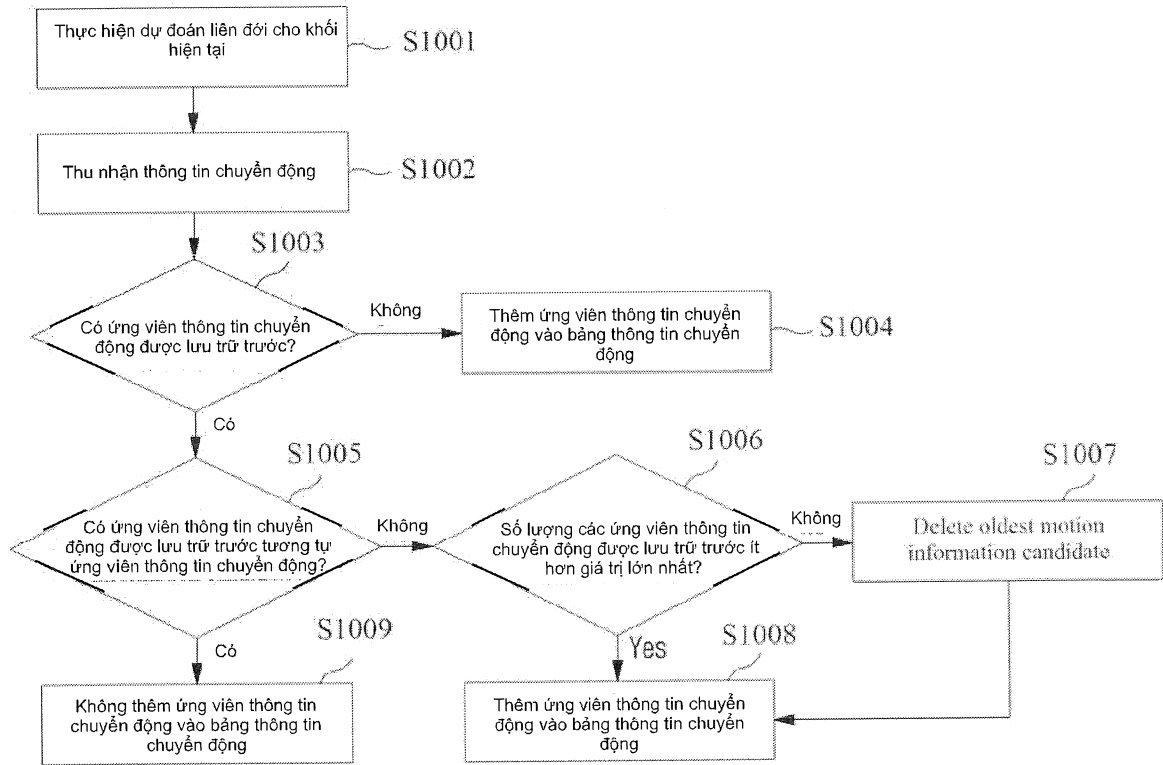 Thực hiện dự đoán liên đới cho khối
hiện tại
S1001
Thu nhận thông tin chuyển động
S1002
S1003
Có ứng viên thông tin chuyển
động được lưu trữ trước?
Không
Thêm ứng viên thông tin chuyển
động vào bảng thông tin chuyển
động
S1004
Có
S1005
Có ứng viên thông tin chuyển
động được lưu trữ trước tương tự
ứng viên thông tin chuyển động?
Không
S1006
Số lượng các ứng viên thông tin
chuyển động được lưu trữ trước ít
hơn giá trị lớn nhất?
Không
S1007
Delete oldest motion
information candidate
Có
S1009
Không thêm ứng viên thông tin
chuyển động vào bảng thông tin
chuyển động
Yes
S1008
Thêm ứng viên thông tin chuyển
động vào bảng thông tin chuyển
động